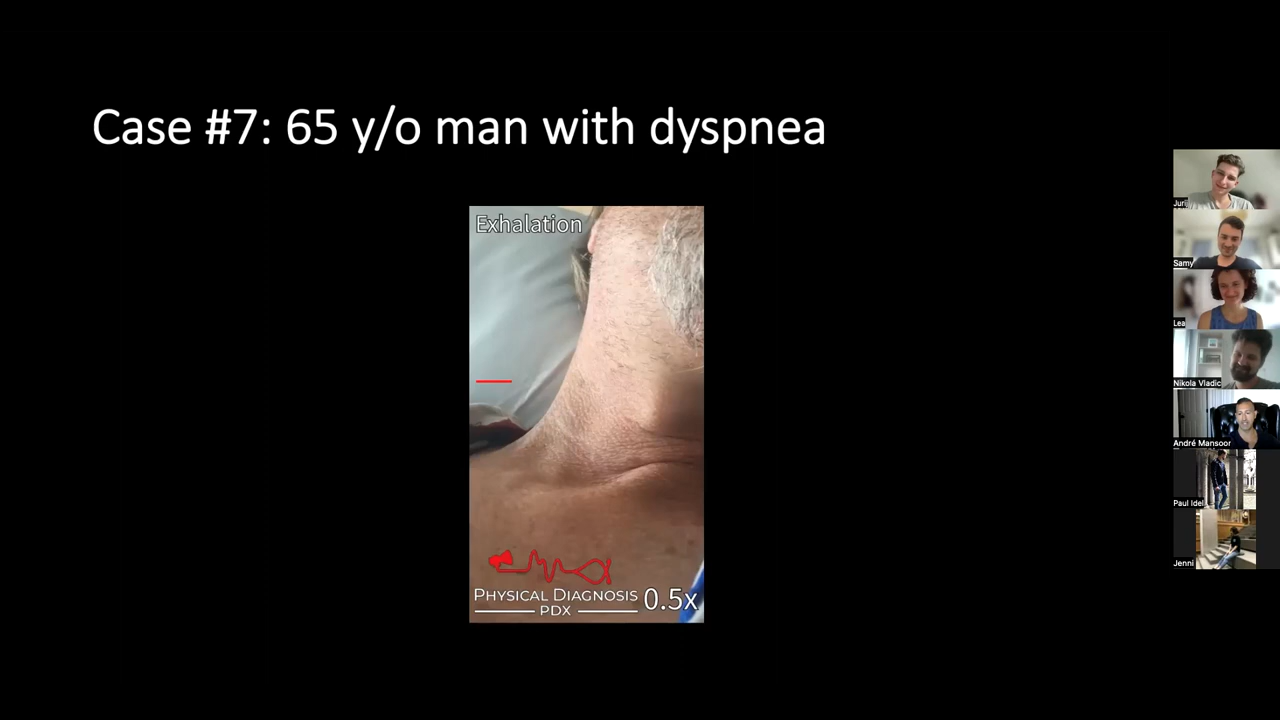 Case #7: 65 y/o man with dyspnea
Exhalation
PHYSICAL DIAGNOSIS
PDX
0.5x
Jurij
Samy
Lea
Nikola Vladic
André Mansoor
Paul Idel
Jenni